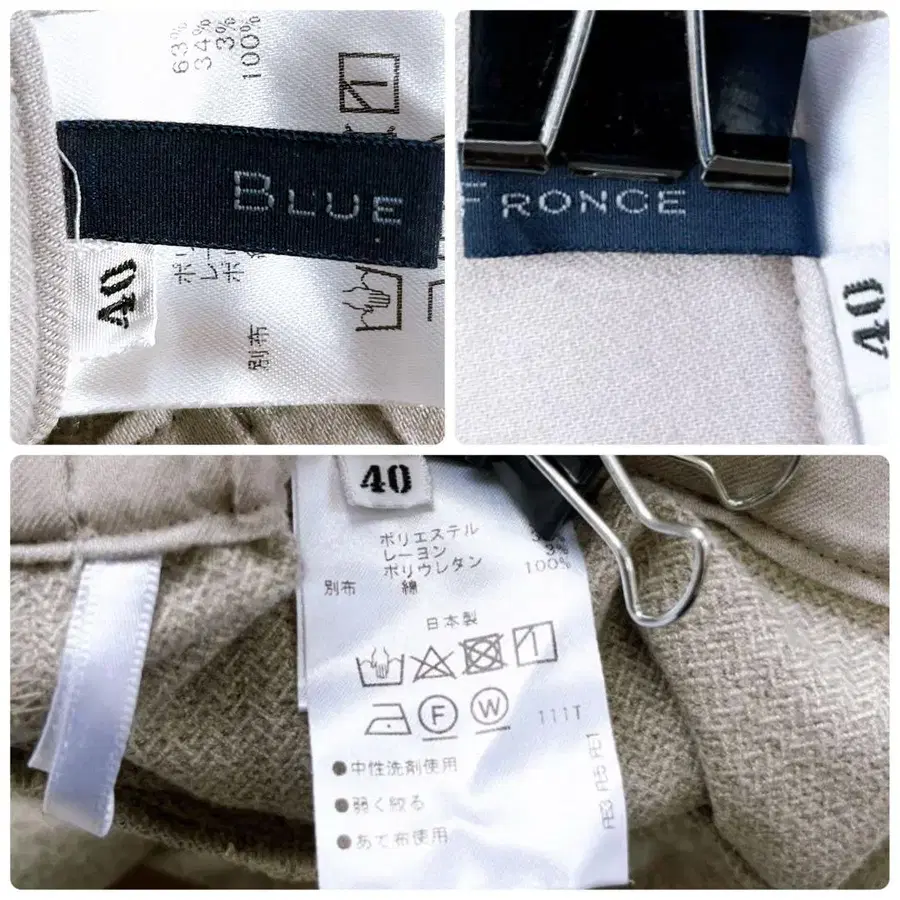 63%
34%
3%
100%
BLUE
40
別布
FRONCE
40
40
ポリエステル
レーヨン
ポリウレタン 3%
別布 綿 100%
日本製
F W 111T
●中性洗剤使用
●弱く絞る
●あて布使用